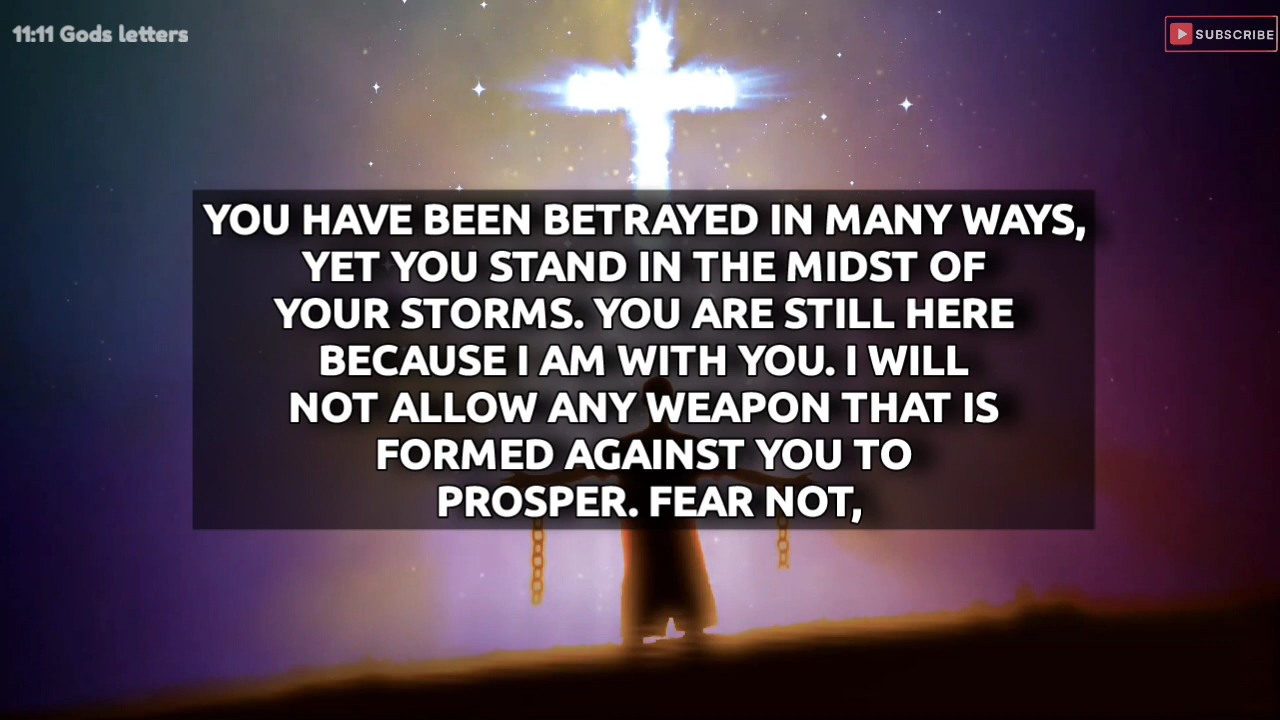 11:11 Gods letters
SUBSCRIBE
YOU HAVE BEEN BETRAYED IN MANY WAYS,
YET YOU STAND IN THE MIDST OF
YOUR STORMS. YOU ARE STILL HERE
BECAUSE I AM WITH YOU. I WILL
NOT ALLOW ANY WEAPON THAT IS
FORMED AGAINST YOU TO
PROSPER. FEAR NOT,